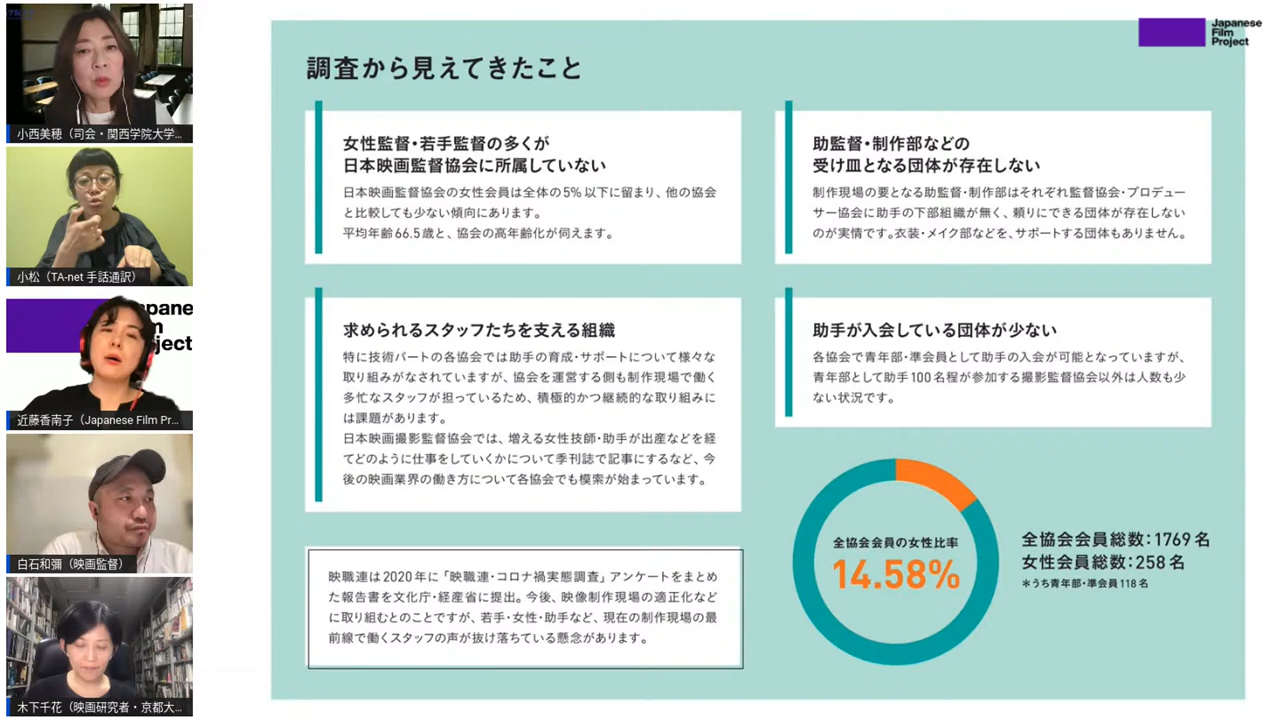 Japanese
Film
Project
調査から見えてきたこと
女性監督・若手監督の多くが
日本映画監督協会に所属していない
日本映画監督協会の女性会員は全体の5%以下に留まり、他の協会
と比較しても少ない傾向にあります。
平均年齢66.5歳と、協会の高年齢化が伺えます。
助監督・制作部などの
受け皿となる団体が存在しない
制作現場の要となる助監督・制作部はそれぞれ監督協会・プロデュー
サー協会に助手の下部組織が無く、頼りにできる団体が存在しない
のが実情です。衣装・メイク部などを、サポートする団体もありません。
求められるスタッフたちを支える組織
特に技術パートの各協会では助手の育成・サポートについて様々な
取り組みがなされていますが、協会を運営する側も制作現場で働く
多忙なスタッフが担っているため、積極的かつ継続的な取り組みに
は課題があります。
日本映画撮影監督協会では、増える女性技師・助手が出産などを経
てどのように仕事をしていくかについて季刊誌で記事にするなど、今
後の映画業界の働き方について各協会でも模索が始まっています。
助手が入会している団体が少ない
各協会で青年部・準会員として助手の入会が可能となっていますが、
青年部として助手100名程が参加する撮影監督協会以外は人数も少
ない状況です。
映職連は2020年に「映職連・コロナ禍実態調査」アンケートをまとめ
た報告書を文化庁・経産省に提出。今後、映像制作現場の適正化など
に取り組むとのことですが、若手・女性・助手など、現在の制作現場の最
前線で働くスタッフの声が抜け落ちている懸念があります。
全協会会員の女性比率
14.58%
全協会会員総数：1769名
女性会員総数：258名
＊うち青年部・準会員118名
小西美穂（司会・関西学院大学...
小松（TA-net 手話通訳）
apane
m
ject
近藤香南子（Japanese Film Pr...
白石和彌（映画監督）
木下千花（映画研究者・京都大...